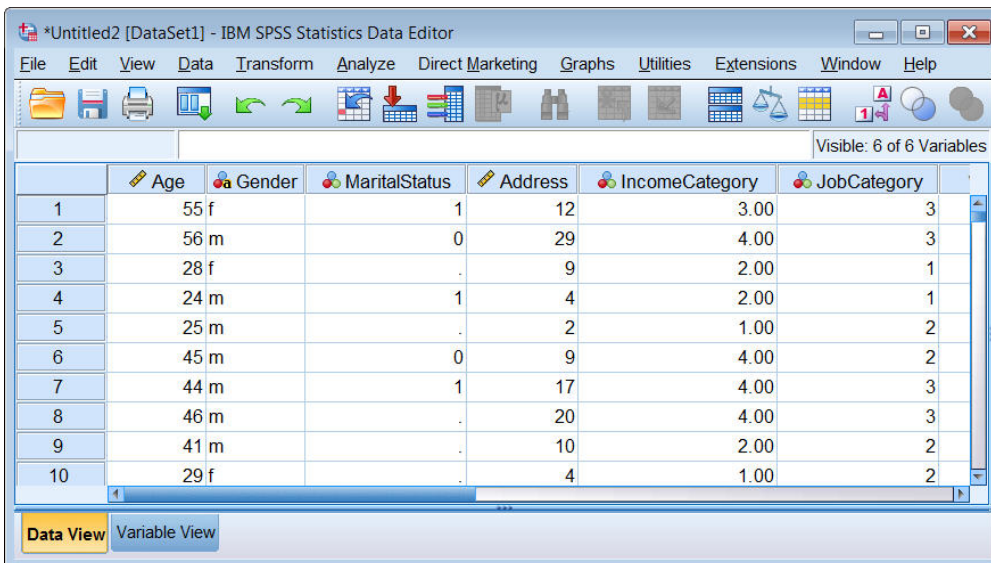 *Untitled2 [DataSet1] - IBM SPSS Statistics Data Editor
File Edit View Data Transform Analyze Direct Marketing Graphs Utilities Extensions Window Help
Visible: 6 of 6 Variables
Age Gender MaritalStatus Address IncomeCategory JobCategory
1 55 f 1 12 3.00 3
2 56 m 0 29 4.00 3
3 28 f . 9 2.00 1
4 24 m 1 4 2.00 1
5 25 m . 2 1.00 2
6 45 m 0 9 4.00 2
7 44 m 1 17 4.00 3
8 46 m . 20 4.00 3
9 41 m . 10 2.00 2
10 29 f . 4 1.00 2
Data View Variable View